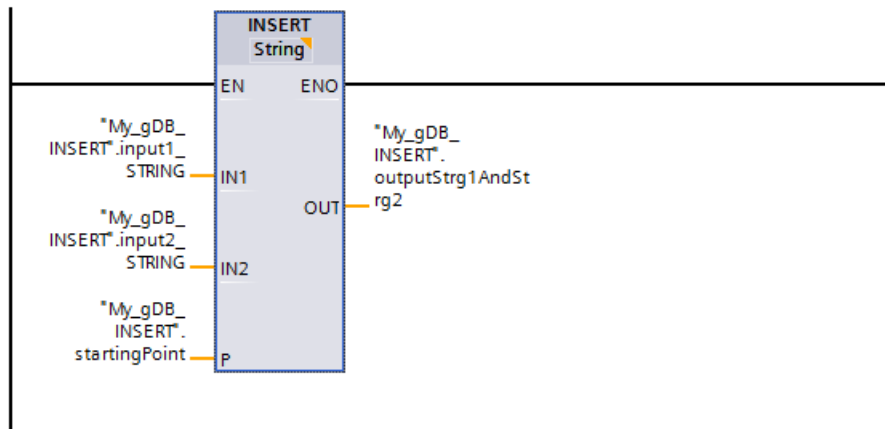 INSERT
String
EN ENO
"My_gDB_
INSERT".input1_
STRING
IN1
"My_gDB_
INSERT".
outputStrg1AndSt
rg2
OUT
"My_gDB_
INSERT".input2_
STRING
IN2
"My_gDB_
INSERT".
startingPoint
P